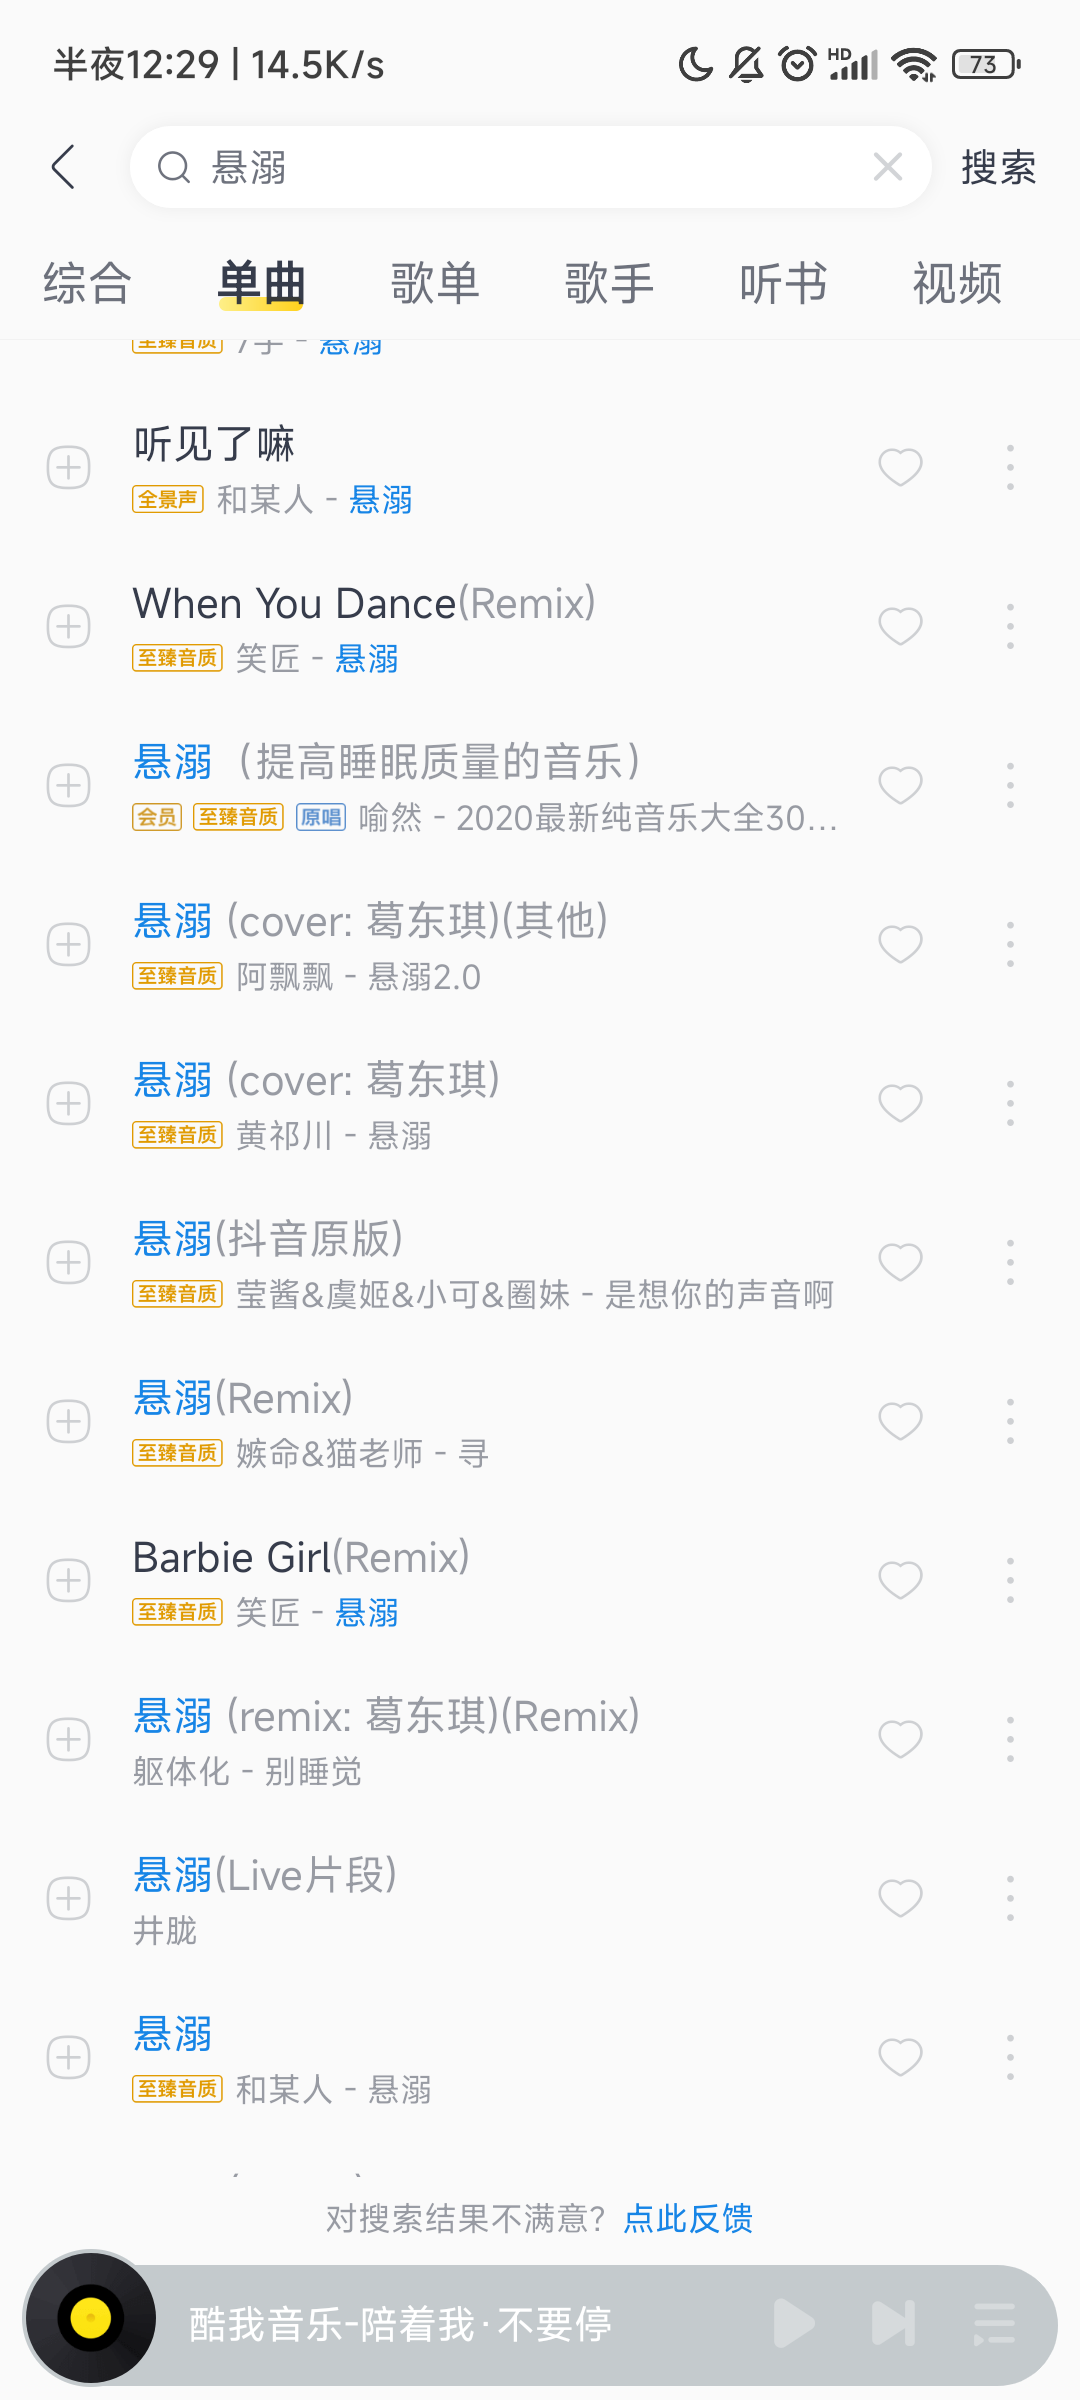 半夜12:29 | 14.5K/s
HD
73
悬溺
搜索
综合 单曲 歌单 歌手 听书 视频
至臻音质 7手 - 悬溺
听见了嘛
全景声 和某人 - 悬溺
When You Dance(Remix)
至臻音质 笑匠 - 悬溺
悬溺（提高睡眠质量的音乐）
会员 至臻音质 原唱 喻然 - 2020最新纯音乐大全30...
悬溺 (cover: 葛东琪)(其他)
至臻音质 阿飘飘 - 悬溺2.0
悬溺 (cover: 葛东琪)
至臻音质 黄祁川 - 悬溺
悬溺(抖音原版)
至臻音质 莹酱&虞姬&小可&圈妹 - 是想你的声音啊
悬溺(Remix)
至臻音质 嫉命&猫老师 - 寻
Barbie Girl(Remix)
至臻音质 笑匠 - 悬溺
悬溺 (remix: 葛东琪)(Remix)
躯体化 - 别睡觉
悬溺(Live片段)
井胧
悬溺
至臻音质 和某人 - 悬溺
对搜索结果不满意？点此反馈
酷我音乐-陪着我·不要停